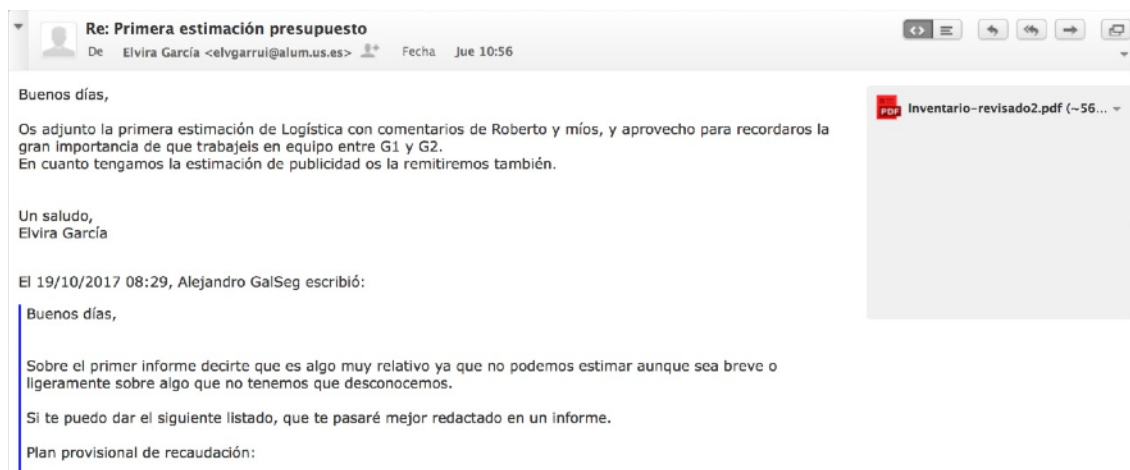 Re: Primera estimación presupuesto
De Elvira García <elvgarrui@alum.us.es> Fecha Jue 10:56
Buenos días,
Inventario-revisado2.pdf (~56...
PDF
Os adjunto la primera estimación de Logística con comentarios de Roberto y míos, y aprovecho para recordaros la
gran importancia de que trabajeis en equipo entre G1 y G2.
En cuanto tengamos la estimación de publicidad os la remitiremos también.
Un saludo,
Elvira García
El 19/10/2017 08:29, Alejandro GalSeg escribió:
Buenos días,
Sobre el primer informe decirte que es algo muy relativo ya que no podemos estimar aunque sea breve o
ligeramente sobre algo que no tenemos que desconocemos.
Si te puedo dar el siguiente listado, que te pasaré mejor redactado en un informe.
Plan provisional de recaudación: